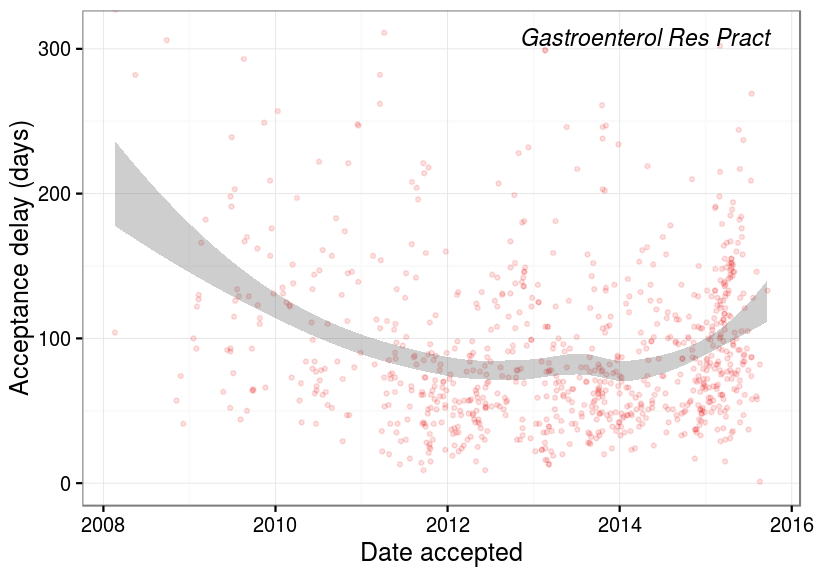 Gastroenterol Res Pract
Acceptance delay (days)
300
200
100
0
2008 2010 2012 2014 2016
Date accepted